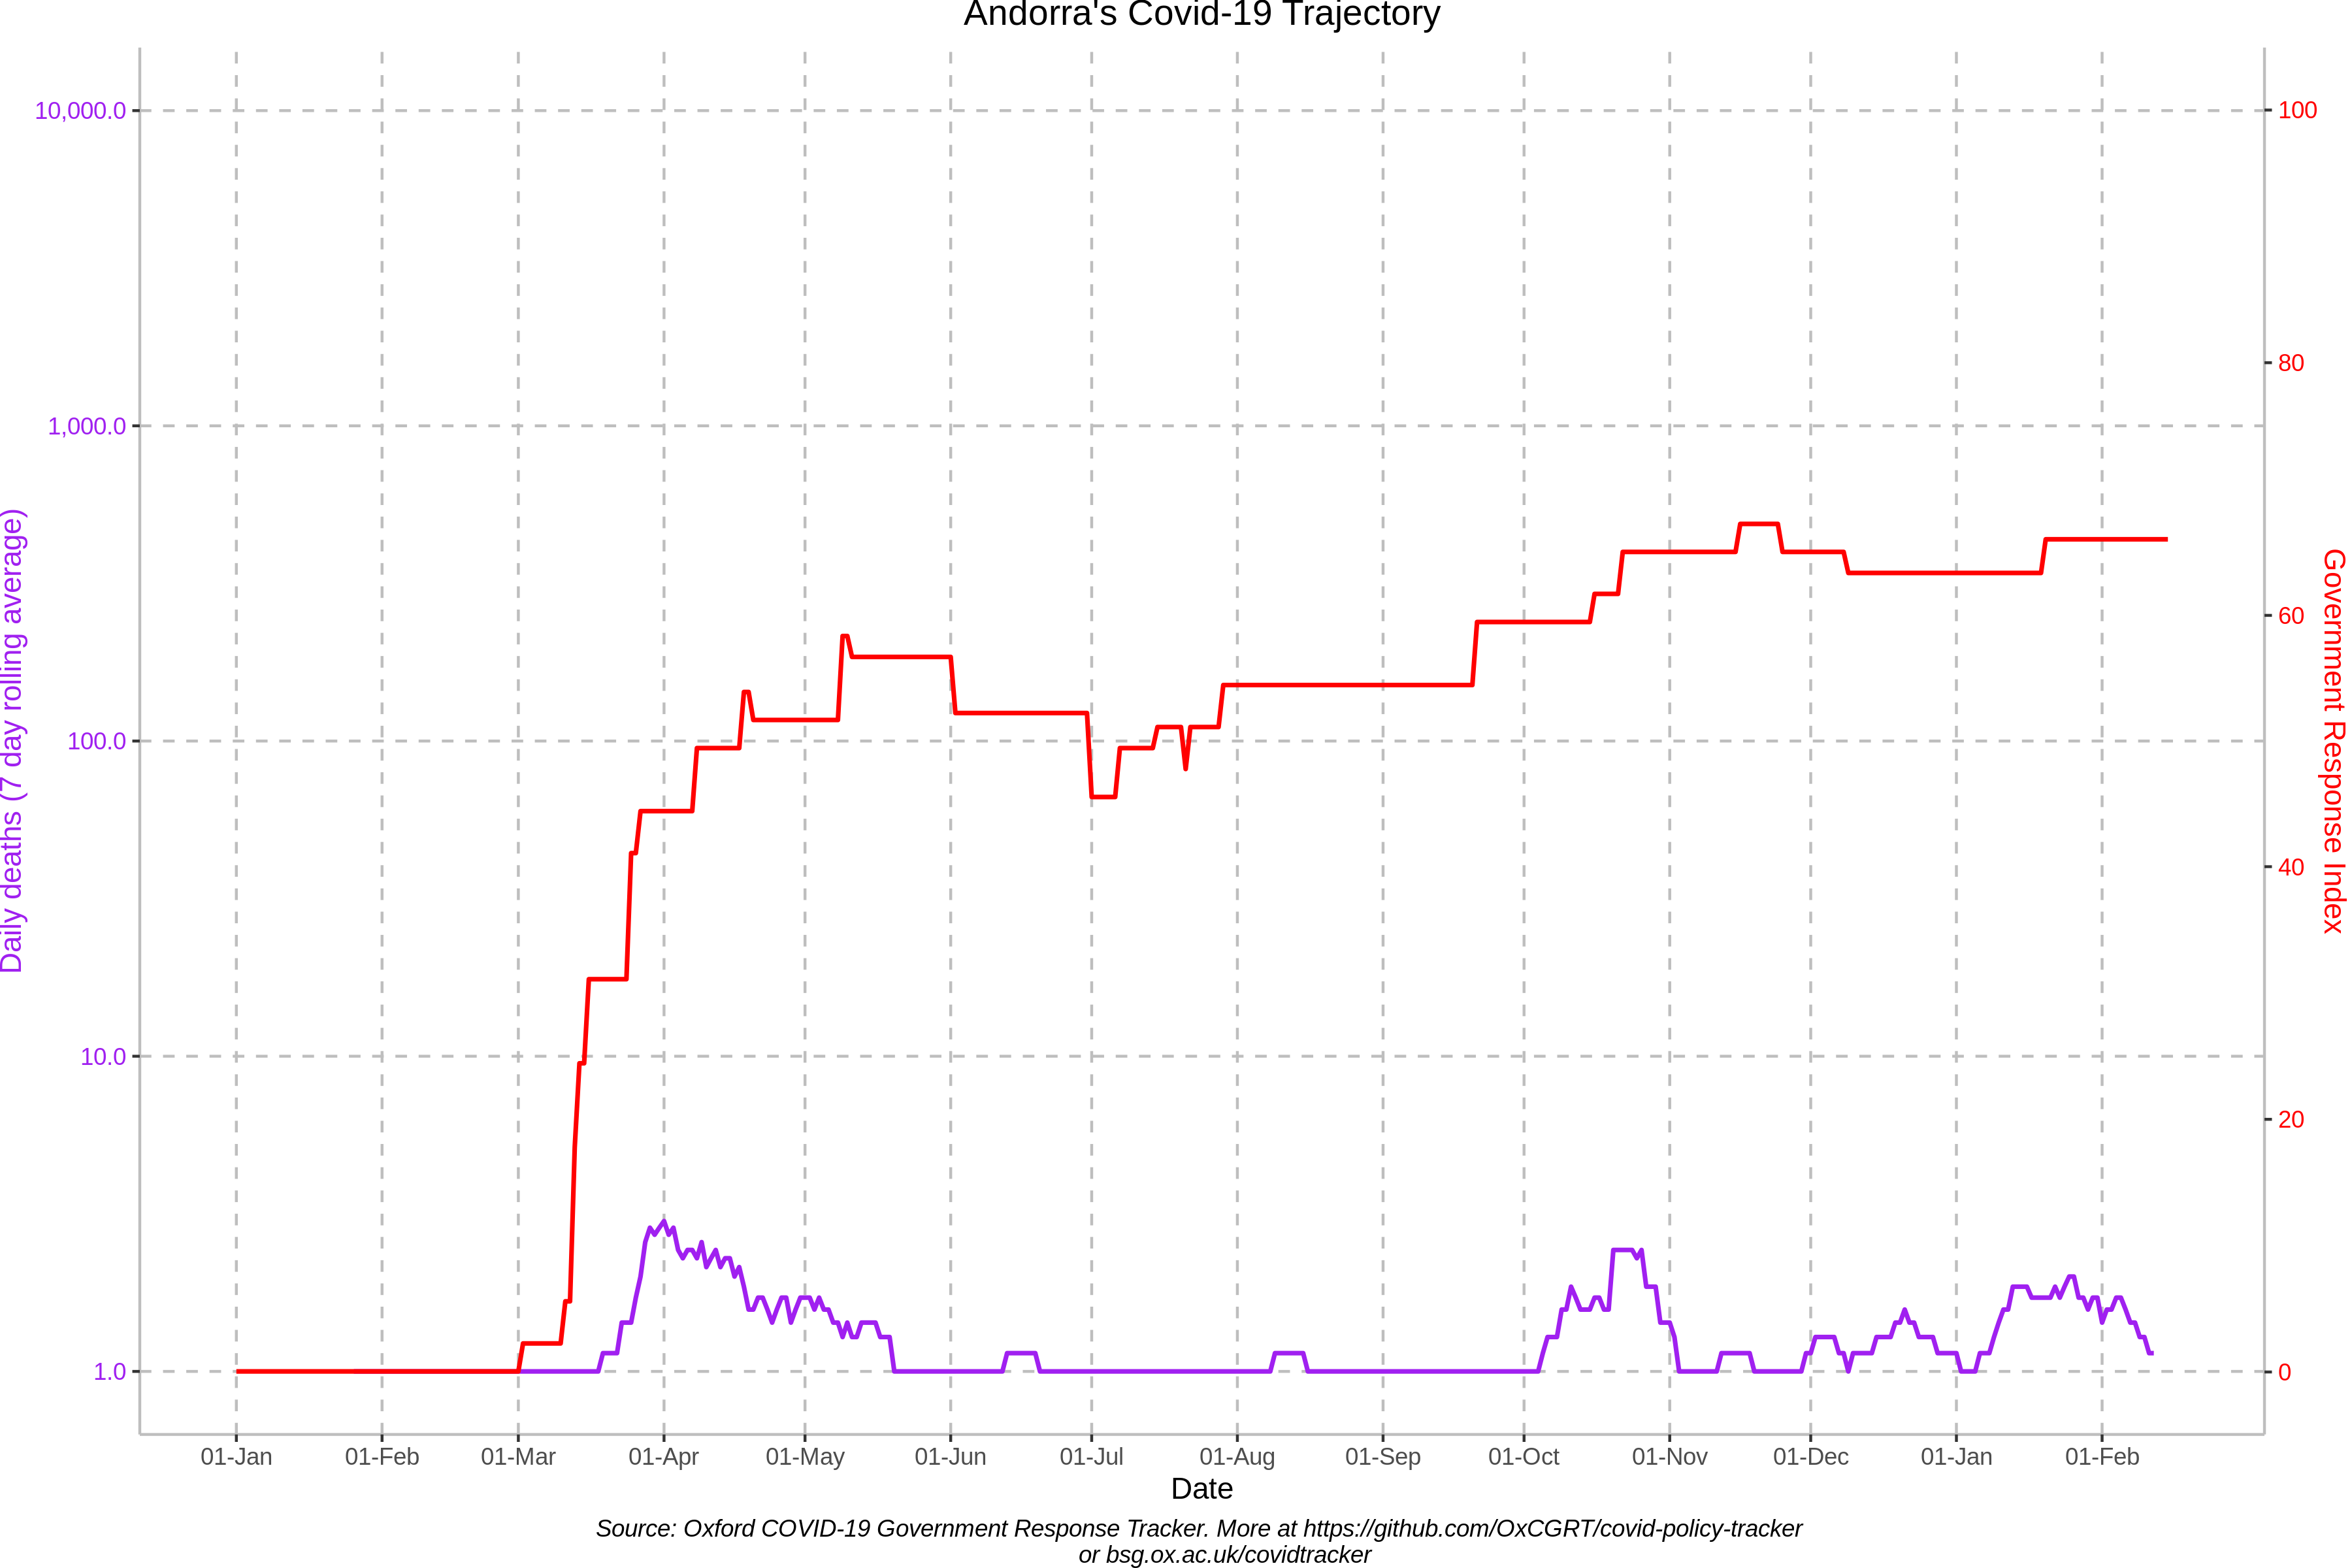 Andorra's Covid-19 Trajectory
10,000.0
1,000.0
100.0
10.0
1.0
Daily deaths (7 day rolling average)
100
80
60
40
20
0
Government Response Index
01-Jan 01-Feb 01-Mar 01-Apr 01-May 01-Jun 01-Jul 01-Aug 01-Sep 01-Oct 01-Nov 01-Dec 01-Jan 01-Feb
Date
Source: Oxford COVID-19 Government Response Tracker. More at https://github.com/OxCGRT/covid-policy-tracker
or bsg.ox.ac.uk/covidtracker